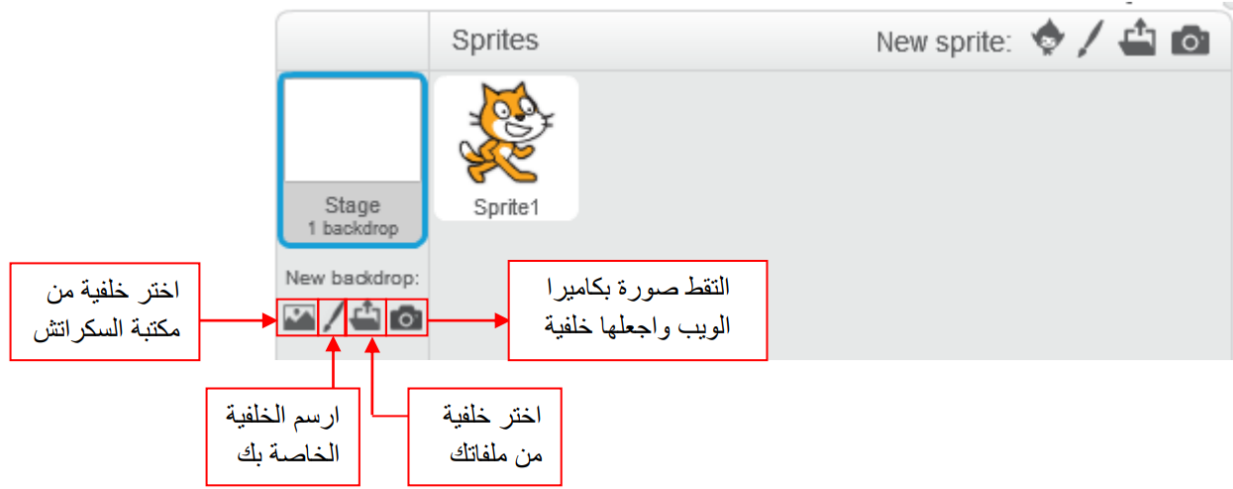 Sprites
New sprite:
Stage
1 backdrop
Sprite1
New backdrop:
اختر خلفية من
مكتبة السكراتش
التقط صورة بكاميرا
الويب واجعلها خلفية
ارسم الخلفية
الخاصة بك
اختر خلفية
من ملفاتك